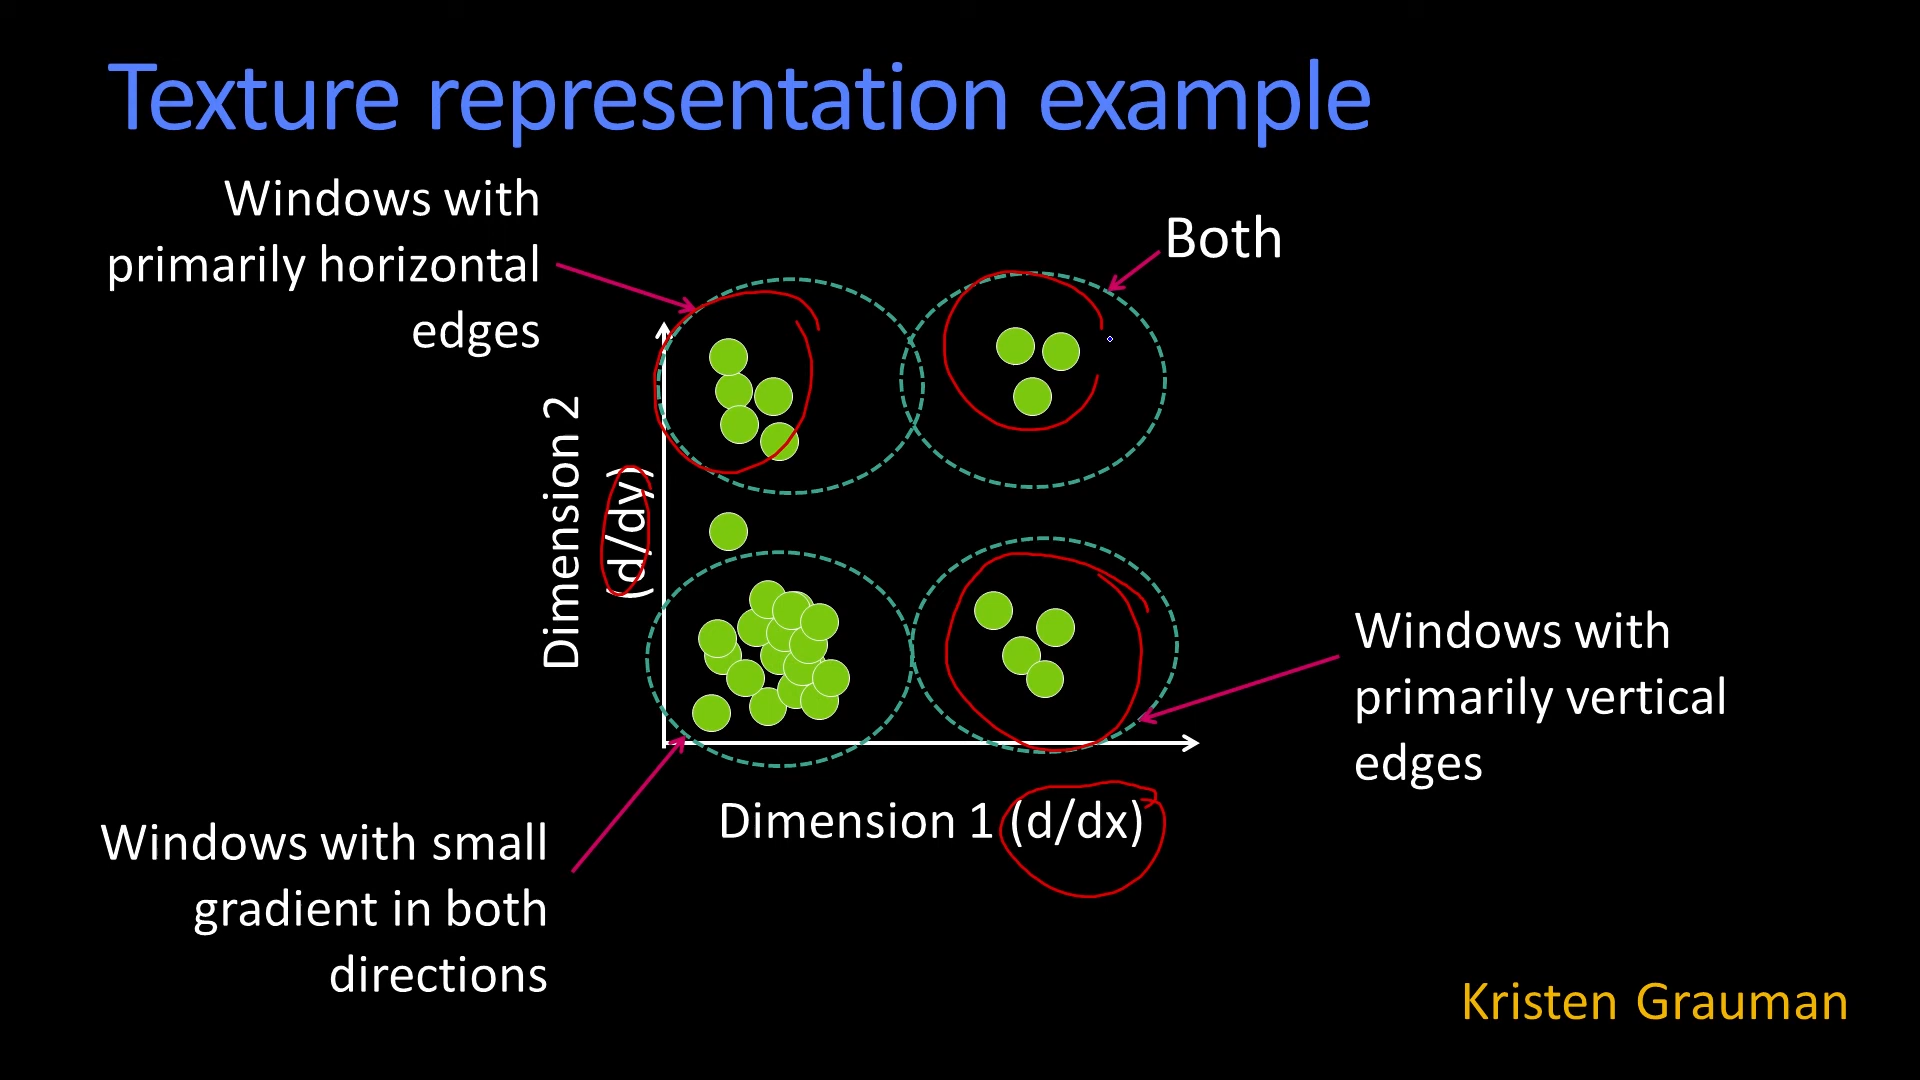 Texture representation example
Windows with
primarily horizontal
edges
Both
Dimension 2
(d/dy)
Windows with
primarily vertical
edges
Dimension 1 (d/dx)
Windows with small
gradient in both
directions
Kristen Grauman